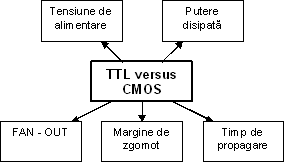 Tensiune de
alimentare
Putere
disipată
TTL versus
CMOS
FAN - OUT
Margine de
zgomot
Timp de
propagare